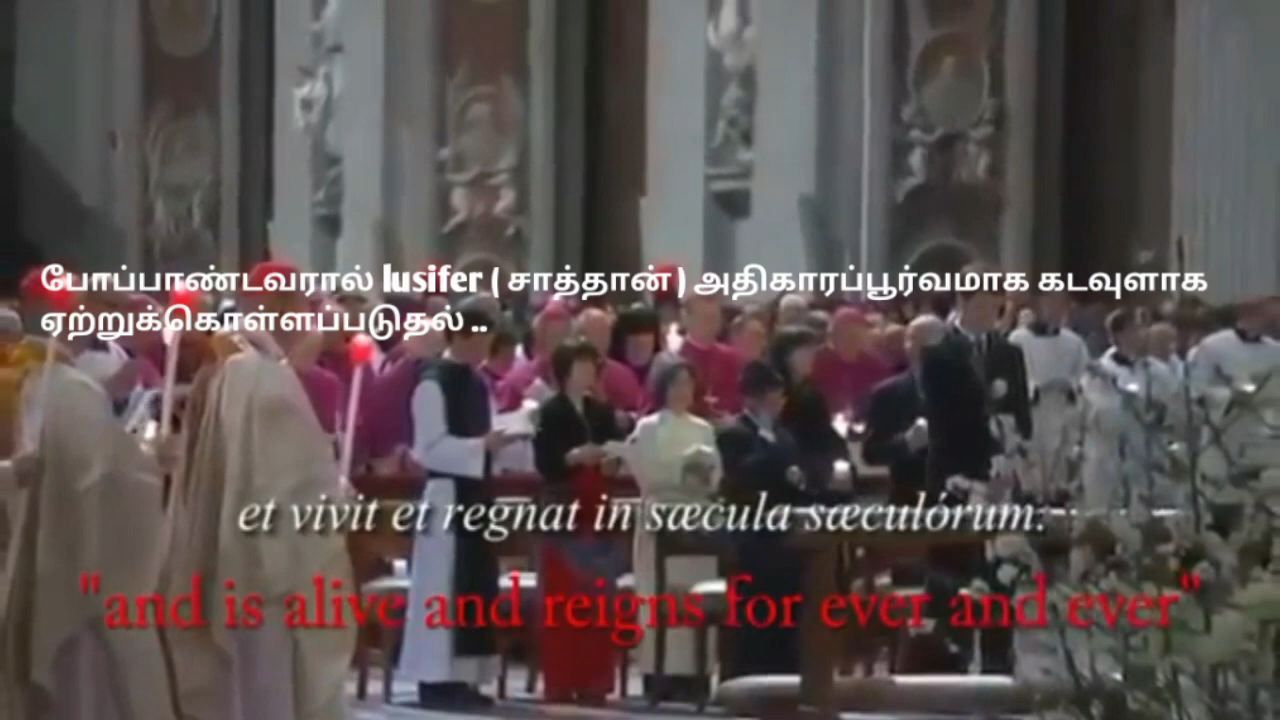 போப்பாண்டவரால் lusifer ( சாத்தான் ) அதிகாரப்பூர்வமாக கடவுளாக
ஏற்றுக்கொள்ளப்படுதல் ..
et vivit et regnat in sæcula sæculórum.
"and is alive and reigns for ever and ever"